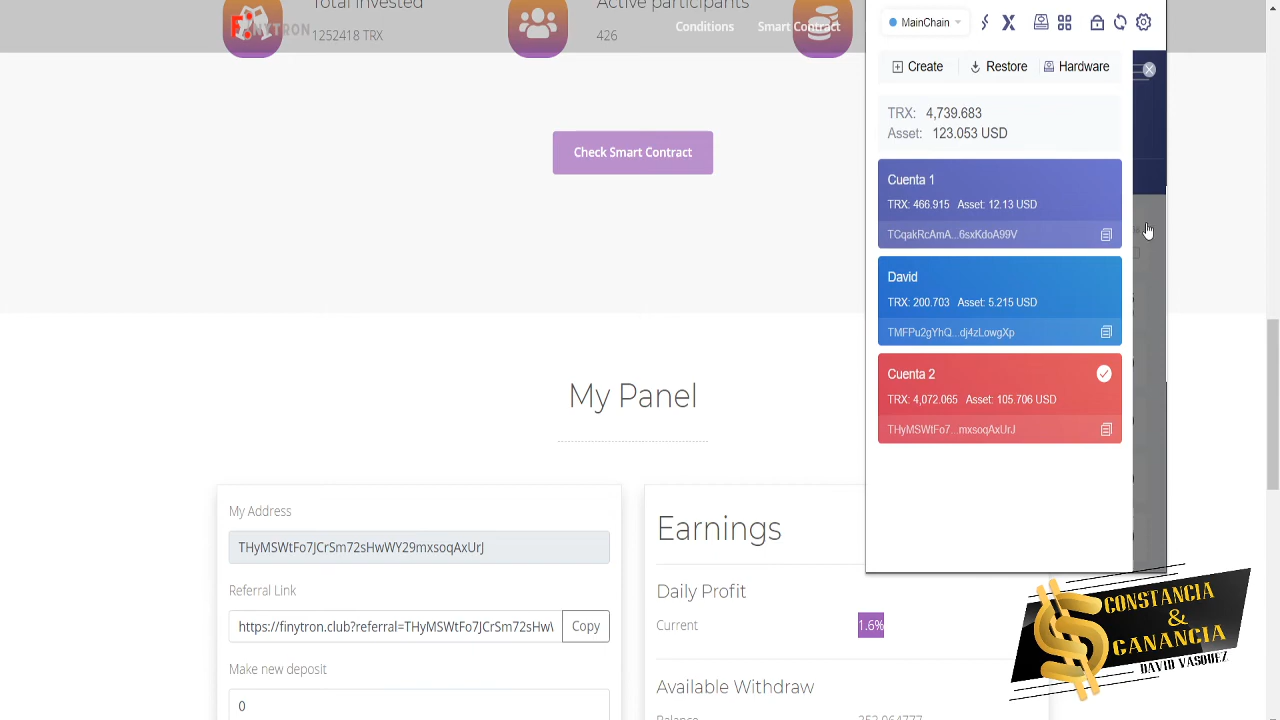 Total Invested
1252418 TRX
Active participants
426
FINYTRON
Conditions
Smart Contract
Check Smart Contract
My Panel
My Address
THyMSWtFo7JCrSm72sHwWY29mxsoqAxUrJ
Referral Link
https://finytron.club?referral=THyMSWtFo7JCrSm72sHw\
Copy
Make new deposit
0
Earnings
Daily Profit
Current
1.6%
Available Withdraw
Balance
MainChain
Create
Restore
Hardware
TRX: 4,739.683
Asset: 123.053 USD
Cuenta 1
TRX: 466.915 Asset: 12.13 USD
TCqakRcAmA...6sxKdoA99V
David
TRX: 200.703 Asset: 5.215 USD
TMFPu2gYhQ...dj4zLowgXp
Cuenta 2
TRX: 4,072.065 Asset: 105.706 USD
THyMSWtFo7...mxsoqAxUrJ
CONSTANCIA
&
GANANCIA
DAVID VASQUEZ